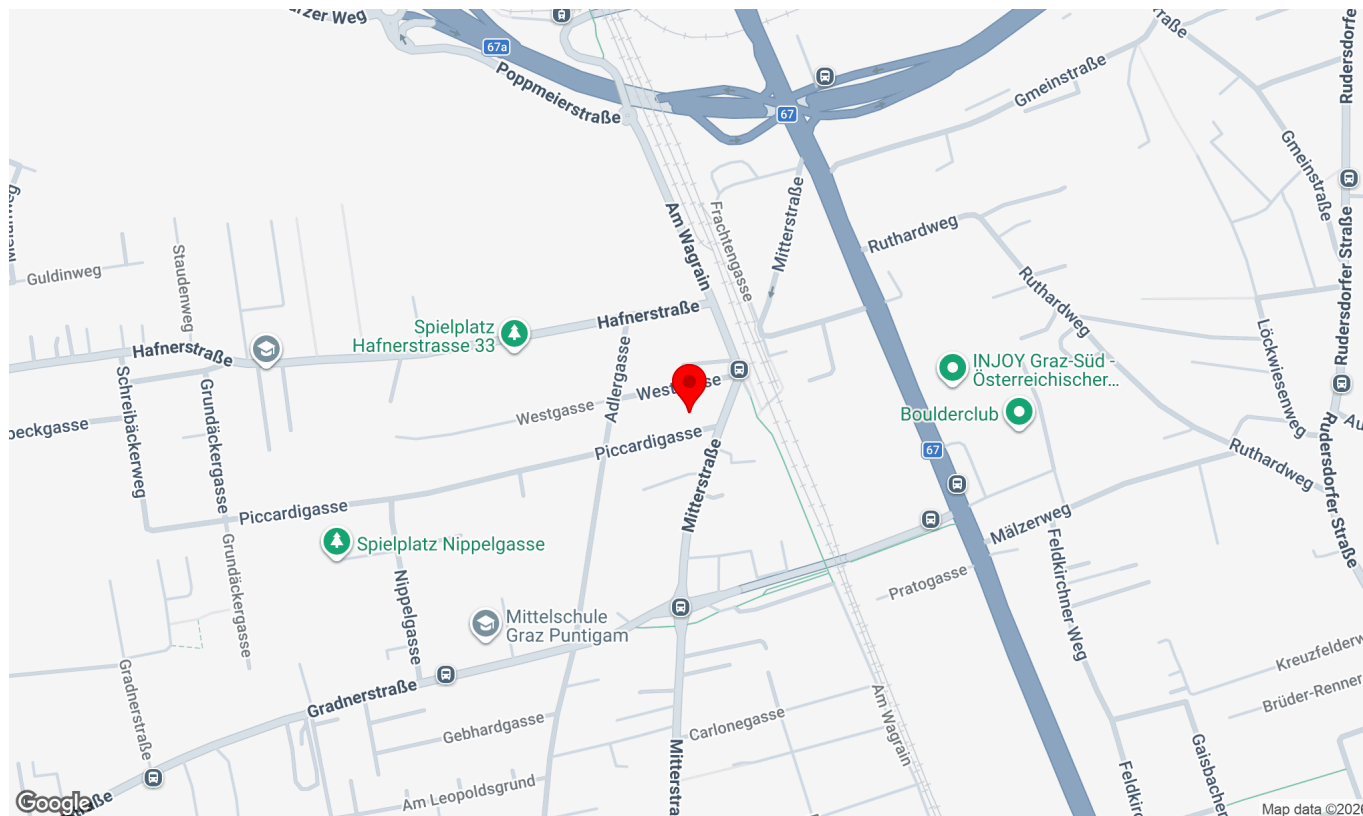 67a
Poppmeierstraße
67
Gmeinstraße
Rudersdorfer
Gmeinstraße
Am Wagrain
Frachtengasse
Mitterstraße
Ruthardweg
Rudersdorfer Straße
Guldinweg
Staudenweg
Ruthardweg
Spielplatz
Hafnerstrasse 33
Hafnerstraße
Hafnerstraße
Löckwiesenweg
Schreibäckerweg
Grundäckergasse
Adlergasse
Westgasse
Westgasse
INJOY Graz-Süd -
Österreichischer...
Boulderclub
Piccardigasse
Mitterstraße
67
Ruthardweg
Rudersdorfer Straße
Piccardigasse
Spielplatz Nippelgasse
Grundäckergasse
Nippelgasse
Mälzerweg
Pratogasse
Feldkirchner Weg
Mittelschule
Graz Puntigam
Gradnerstraße
Gradnerstraße
Gebhardgasse
Carlonegasse
Am Wagrain
Mitterstra
Am Leopoldsgrund
Brüder-Renner
Google
Map data ©2026